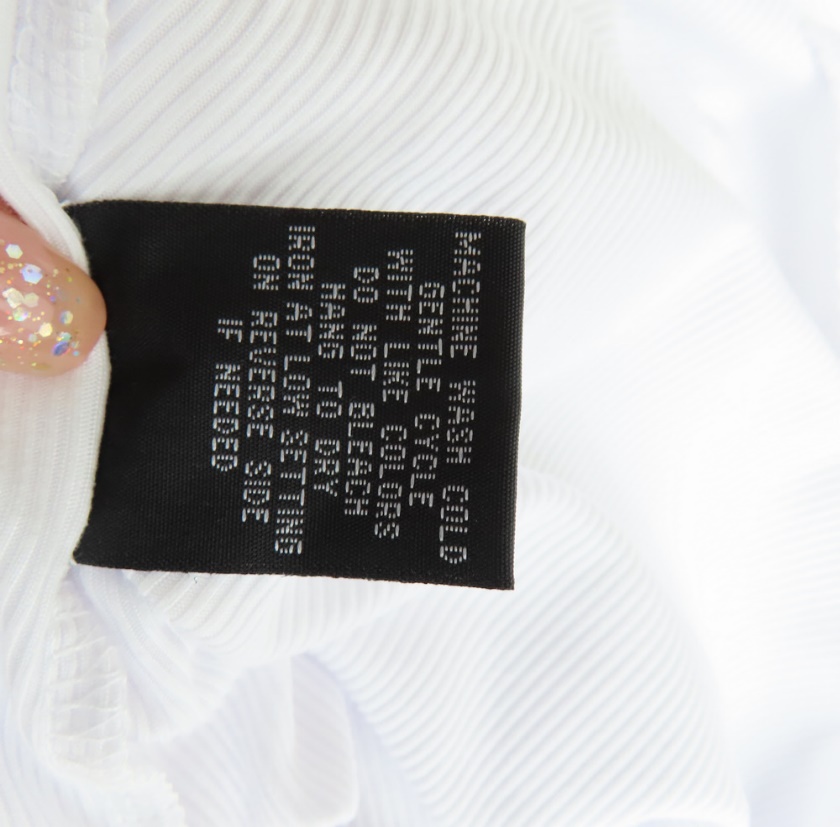 MACHINE WASH COLD
GENTLE CYCLE
WITH LIKE COLORS
DO NOT BLEACH
HANG TO DRY
IRON AT LOW SETTING
ON REVERSE SIDE
IF NEEDED